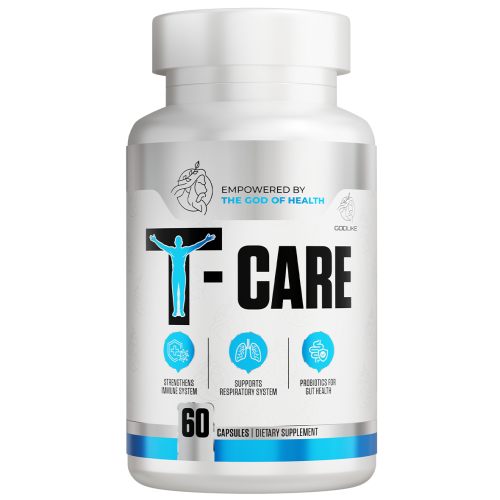 EMPOWERED BY
THE GOD OF HEALTH
GODLIKE
T- CARE
STRENGTHENS
IMMUNE SYSTEM
SUPPORTS
RESPIRATORY SYSTEM
PROBIOTICS FOR
GUT HEALTH
60 CAPSULES | DIETARY SUPPLEMENT